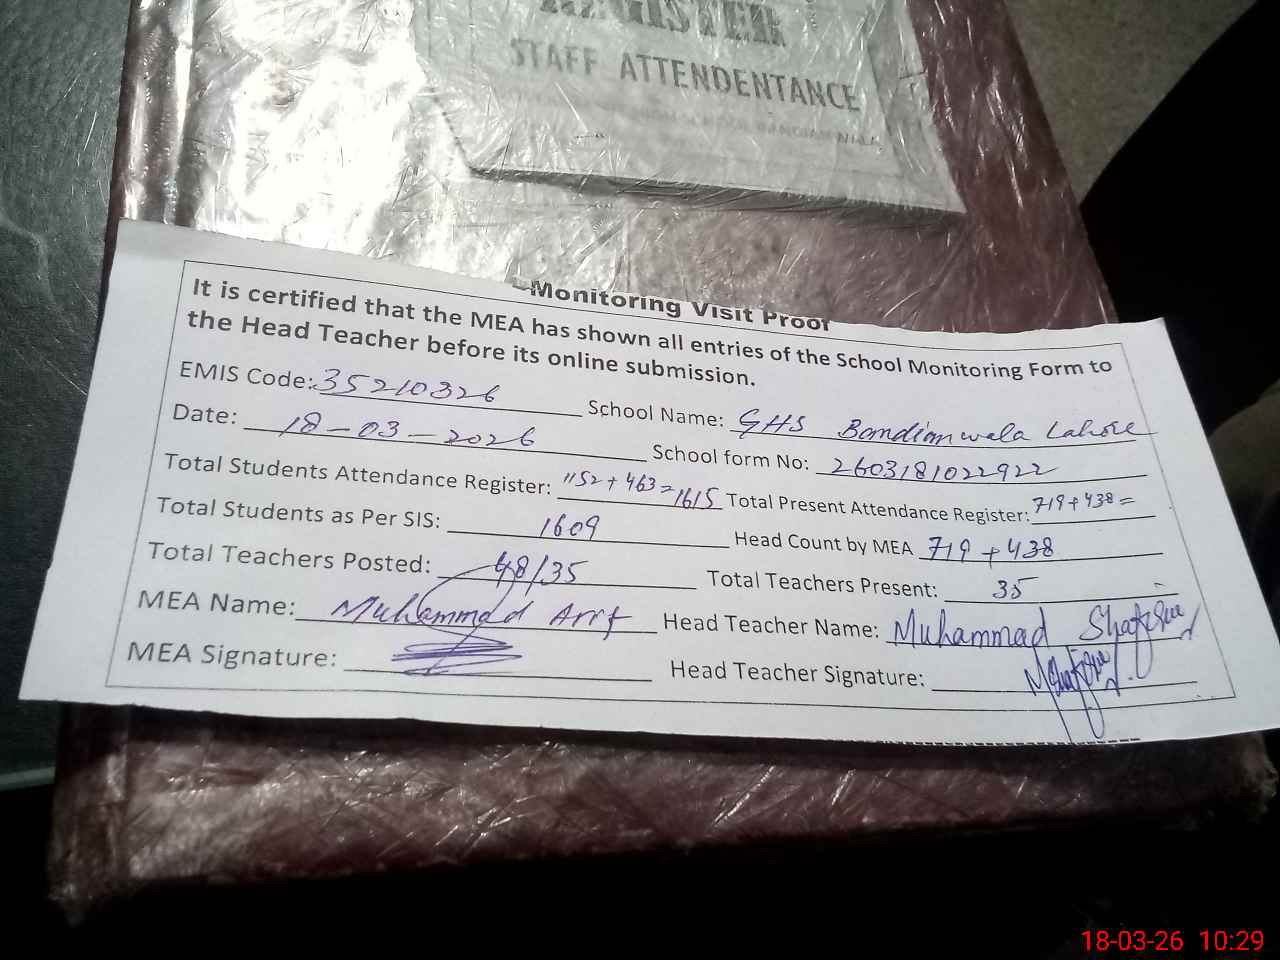 REGISTER
STAFF ATTENDENTANCE
Monitoring Visit Proof
It is certified that the MEA has shown all entries of the School Monitoring Form to
the Head Teacher before its online submission.
EMIS Code: 35210326 School Name: GHS Bandianwala Lahore
Date: 18-03-2026 School form No: 2603181022922
Total Students Attendance Register: 1152+463=1615 Total Present Attendance Register: 719+438=
Total Students as Per SIS: 1609 Head Count by MEA 719+438
Total Teachers Posted: 48/35 Total Teachers Present: 35
MEA Name: Muhammad Arif Head Teacher Name: Muhammad
MEA Signature: Head Teacher Signature:
18-03-26 10:29